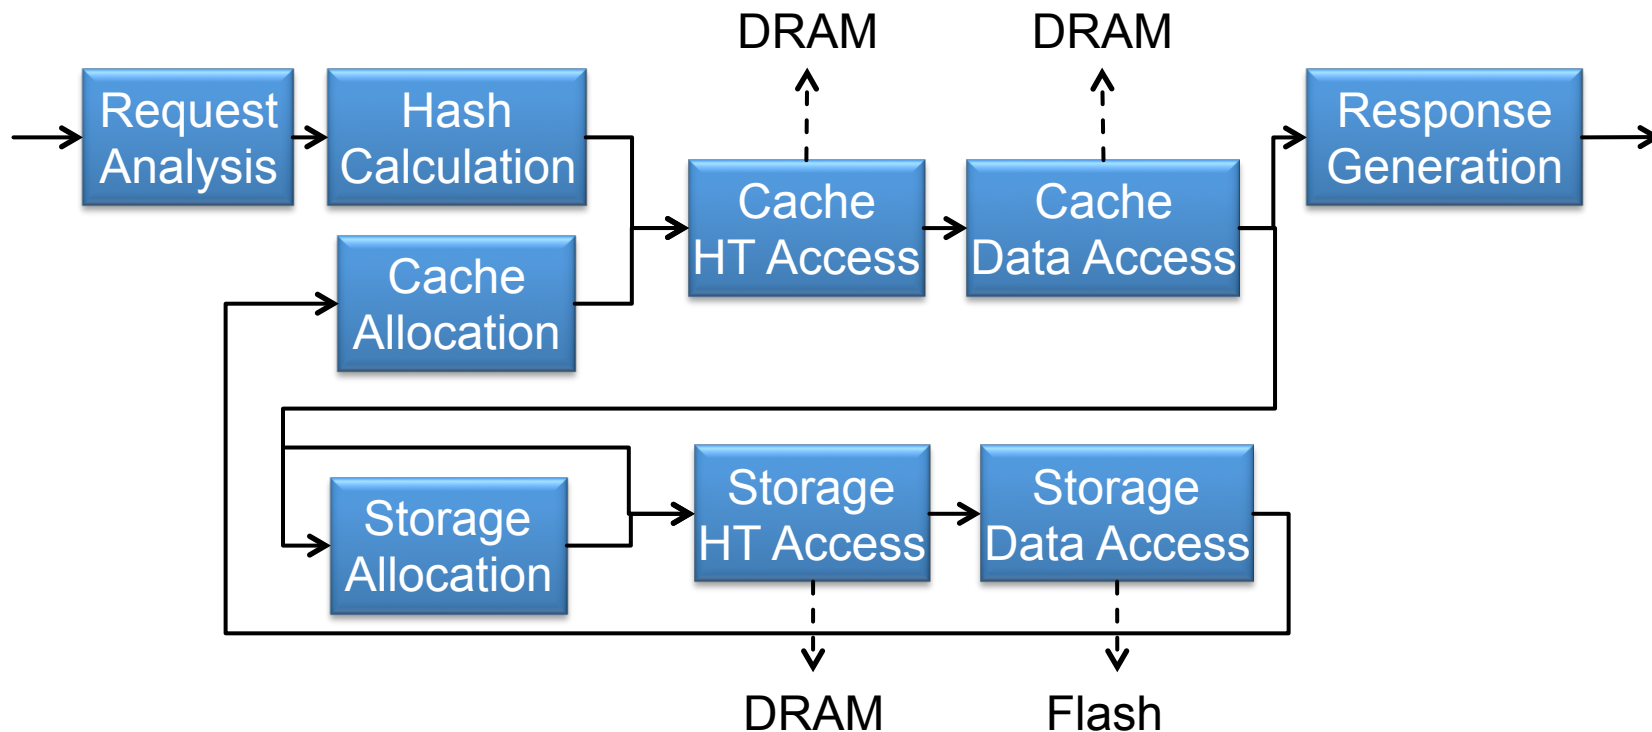 DRAM
DRAM
Request
Analysis
Hash
Calculation
Cache
HT Access
Cache
Data Access
Response
Generation
Cache
Allocation
Storage
Allocation
Storage
HT Access
Storage
Data Access
DRAM
Flash